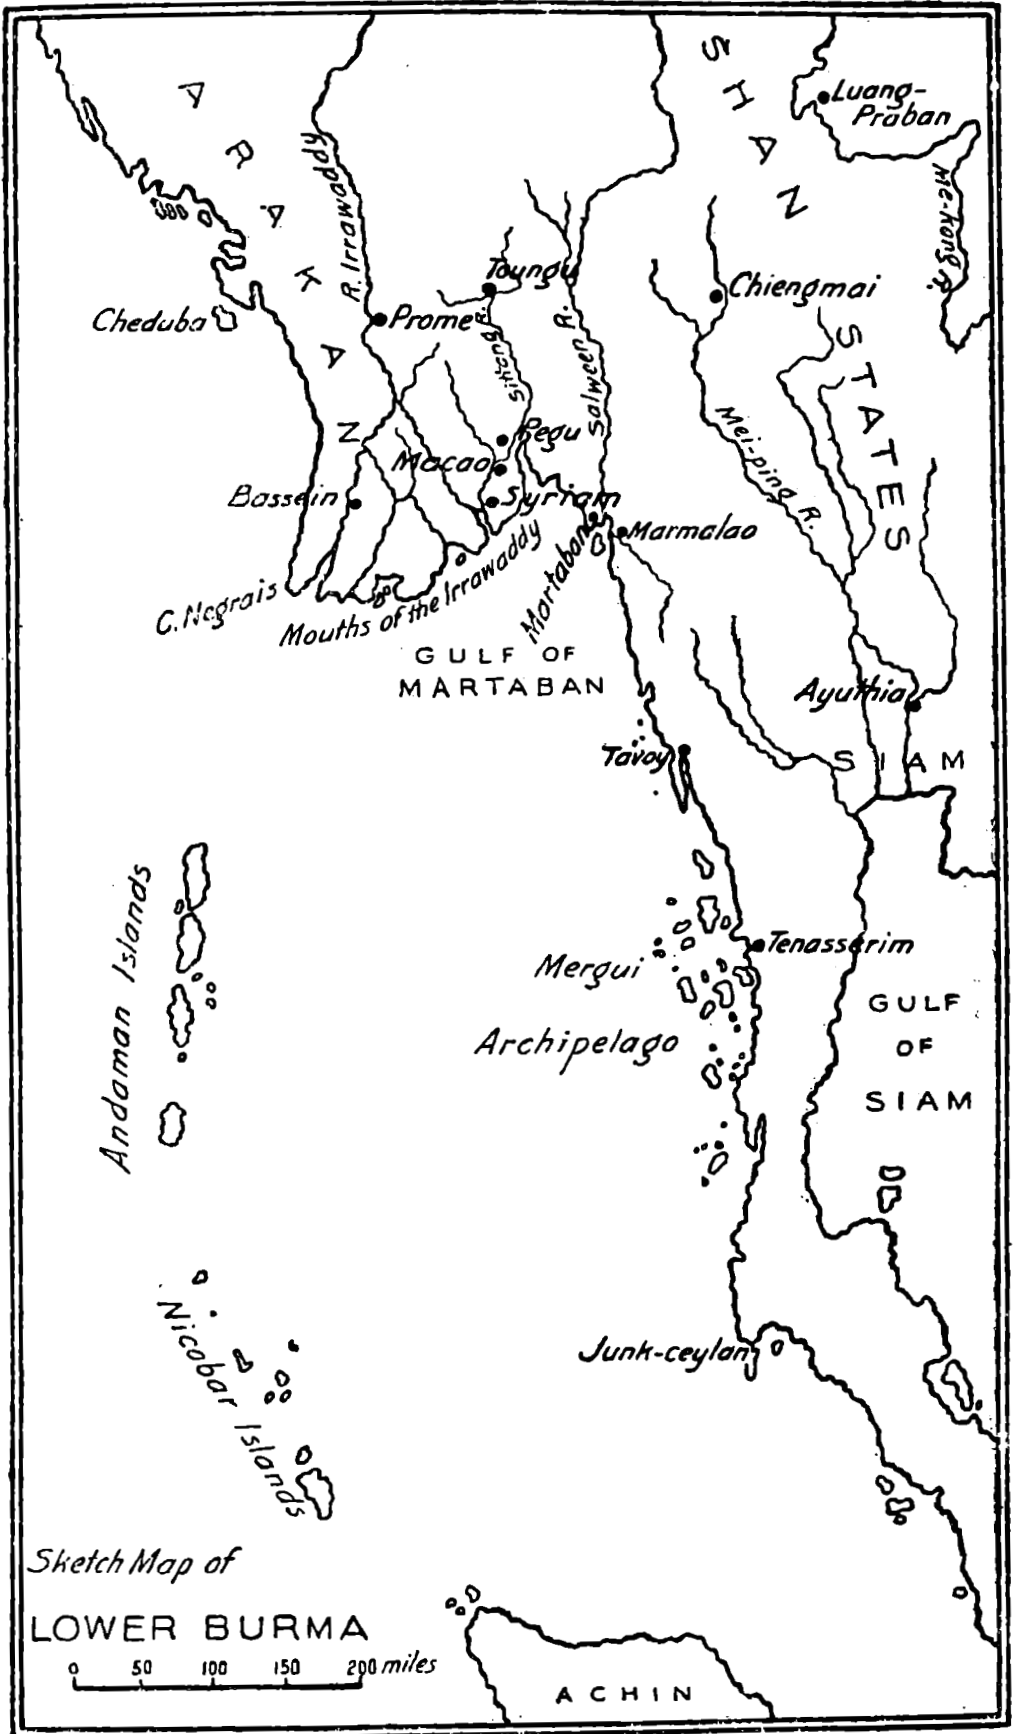 SHAN
STATES
ARAKAN
Luang-
Praban
Me-kong R.
R. Irrawaddy
Toungu
Chiengmai
Cheduba
Prome
Sittang R.
Salween R.
Mei-ping R.
Pegu
Macao
Bassein
Syriam
Marmalao
Martaban
C. Negrais
Mouths of the Irrawaddy
GULF OF
MARTABAN
Ayuthia
Tavoy
SIAM
Andaman Islands
Tenasserim
Mergui
Archipelago
GULF
OF
SIAM
Nicobar Islands
Junk-ceylan
Sketch Map of
LOWER BURMA
0 50 100 150 200 miles
ACHIN